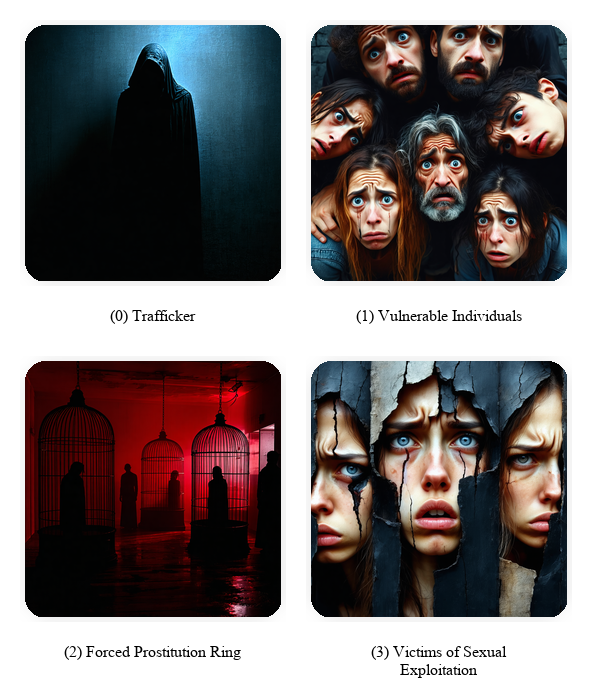 (0) Trafficker
(1) Vulnerable Individuals
(2) Forced Prostitution Ring
(3) Victims of Sexual
Exploitation